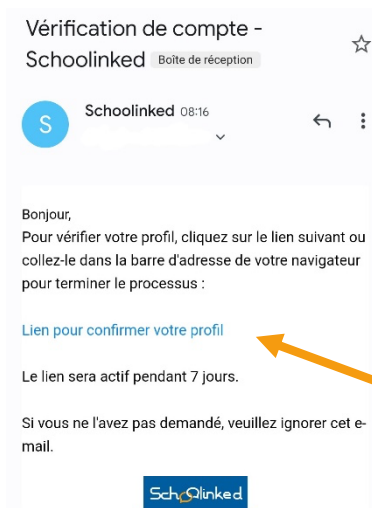 Vérification de compte -
Schoolinked Boîte de réception
S
Schoolinked 08:16
Bonjour,
Pour vérifier votre profil, cliquez sur le lien suivant ou
collez-le dans la barre d'adresse de votre navigateur
pour terminer le processus :
Lien pour confirmer votre profil
Le lien sera actif pendant 7 jours.
Si vous ne l'avez pas demandé, veuillez ignorer cet e-
mail.
Schoolinked